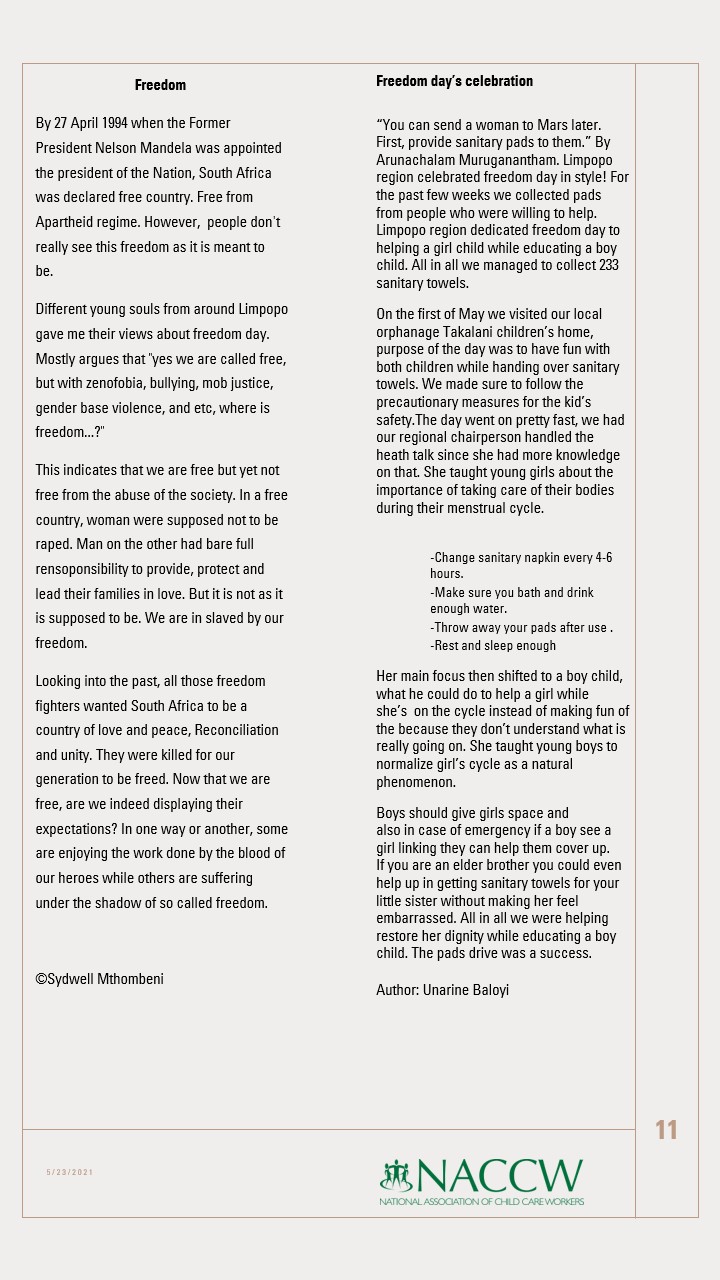 Freedom
By 27 April 1994 when the Former
President Nelson Mandela was appointed
the president of the Nation, South Africa
was declared free country. Free from
Apartheid regime. However,  people don't
really see this freedom as it is meant to
be.
Different young souls from around Limpopo
gave me their views about freedom day.
Mostly argues that "yes we are called free,
but with zenofobia, bullying, mob justice,
gender base violence, and etc, where is
freedom...?"
This indicates that we are free but yet not
free from the abuse of the society. In a free
country, woman were supposed not to be
raped. Man on the other had bare full
rensoponsibility to provide, protect and
lead their families in love. But it is not as it
is supposed to be. We are in slaved by our
freedom.
Looking into the past, all those freedom
fighters wanted South Africa to be a
country of love and peace, Reconciliation
and unity. They were killed for our
generation to be freed. Now that we are
free, are we indeed displaying their
expectations? In one way or another, some
are enjoying the work done by the blood of
our heroes while others are suffering
under the shadow of so called freedom.
©Sydwell Mthombeni
Freedom day’s celebration
“You can send a woman to Mars later.
First, provide sanitary pads to them.” By
Arunachalam Muruganantham. Limpopo
region celebrated freedom day in style! For
the past few weeks we collected pads
from people who were willing to help.
Limpopo region dedicated freedom day to
helping a girl child while educating a boy
child. All in all we managed to collect 233
sanitary towels.
On the first of May we visited our local
orphanage Takalani children’s home,
purpose of the day was to have fun with
both children while handing over sanitary
towels. We made sure to follow the
precautionary measures for the kid’s
safety.The day went on pretty fast, we had
our regional chairperson handled the
heath talk since she had more knowledge
on that. She taught young girls about the
importance of taking care of their bodies
during their menstrual cycle.
-Change sanitary napkin every 4-6
hours.
-Make sure you bath and drink
enough water.
-Throw away your pads after use .
-Rest and sleep enough
Her main focus then shifted to a boy child,
what he could do to help a girl while
she’s  on the cycle instead of making fun of
the because they don’t understand what is
really going on. She taught young boys to
normalize girl’s cycle as a natural
phenomenon.
Boys should give girls space and
also in case of emergency if a boy see a
girl linking they can help them cover up.
If you are an elder brother you could even
help up in getting sanitary towels for your
little sister without making her feel
embarrassed. All in all we were helping
restore her dignity while educating a boy
child. The pads drive was a success.
Author: Unarine Baloyi
11
5/23/2021
NACCW
NATIONAL ASSOCIATION OF CHILD CARE WORKERS